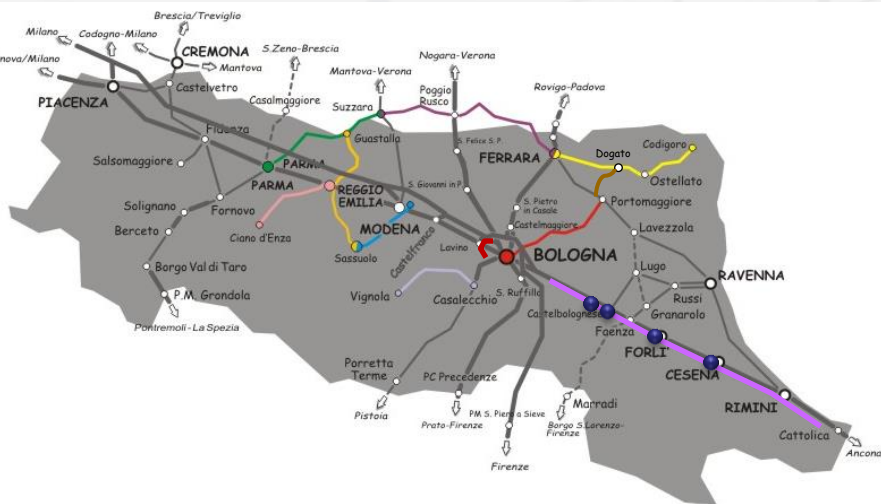 Brescia/Treviglio
Milano
Codogno-Milano
CREMONA
S.Zeno-Brescia
Nogara-Verona
nova/Milano
Mantova
Mantova-Verona
Rovigo-Padova
Castelvetro
Poggio
Rusco
PIACENZA
Casalmaggiore
Suzzara
Fidenza
Guastalla
S. Felice S. P.
Dogato
Codigoro
Salsomaggiore
PARMA
FERRARA
PARMA
REGGIO
EMILIA
S. Giovanni in P.
Ostellato
Solignano
Fornovo
S. Pietro
in Casale
Portomaggiore
Berceto
MODENA
Castelmaggiore
Lavezzola
Ciano d'Enza
Castelfranco
Lavino
BOLOGNA
Sassuolo
Borgo Val di Taro
Lugo
RAVENNA
P.M. Grondola
Vignola
Casalecchio
S. Ruffillo
Russi
Castelbolognese
Granarolo
Pontremoli-La Spezia
Faenza
FORLI'
Porretta
Terme
PC Precedenze
CESENA
Marradi
RIMINI
Pistoia
Prato-Firenze
PM S. Piero a Sieve
Borgo S.Lorenzo-
Firenze
Cattolica
Ancona
Firenze